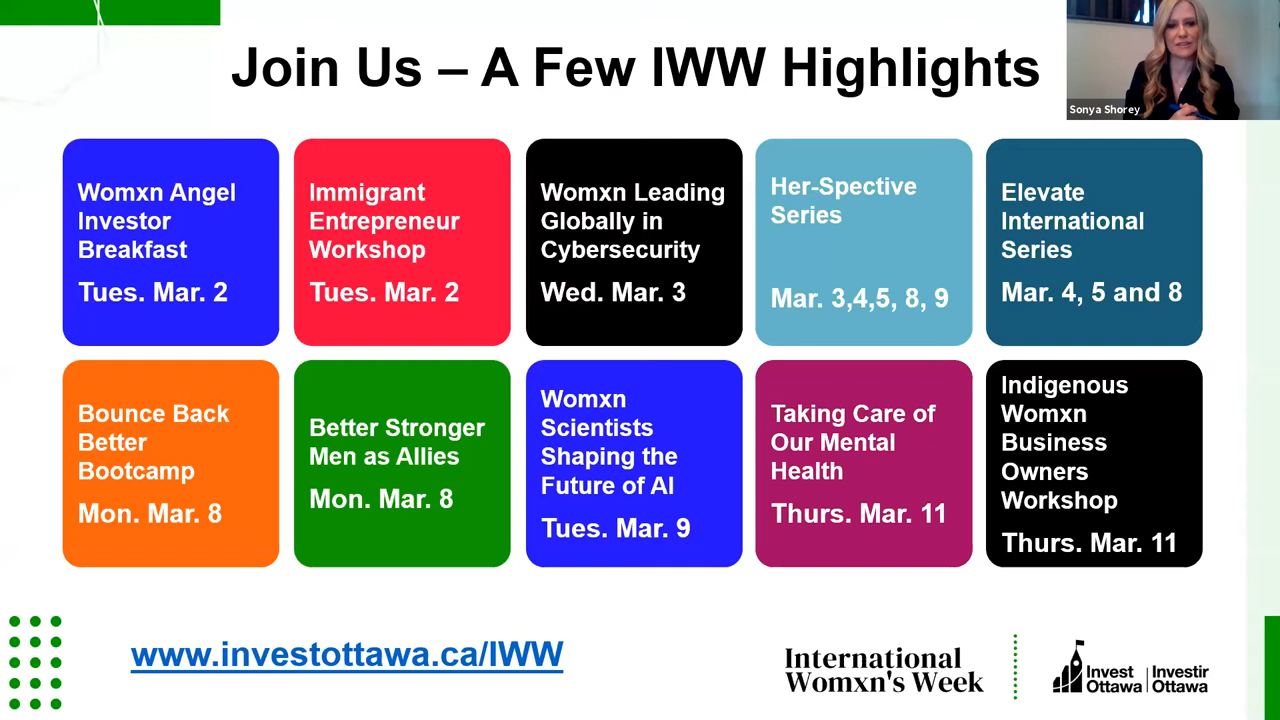 Join Us – A Few IWW Highlights
Sonya Shorey
Womxn Angel
Investor
Breakfast
Tues. Mar. 2
Immigrant
Entrepreneur
Workshop
Tues. Mar. 2
Womxn Leading
Globally in
Cybersecurity
Wed. Mar. 3
Her-Spective
Series
Mar. 3,4,5, 8, 9
Elevate
International
Series
Mar. 4, 5 and 8
Bounce Back
Better
Bootcamp
Mon. Mar. 8
Better Stronger
Men as Allies
Mon. Mar. 8
Womxn
Scientists
Shaping the
Future of AI
Tues. Mar. 9
Taking Care of
Our Mental
Health
Thurs. Mar. 11
Indigenous
Womxn
Business
Owners
Workshop
Thurs. Mar. 11
www.investottawa.ca/IWW
International
Womxn's Week
Invest
Ottawa
Investir
Ottawa